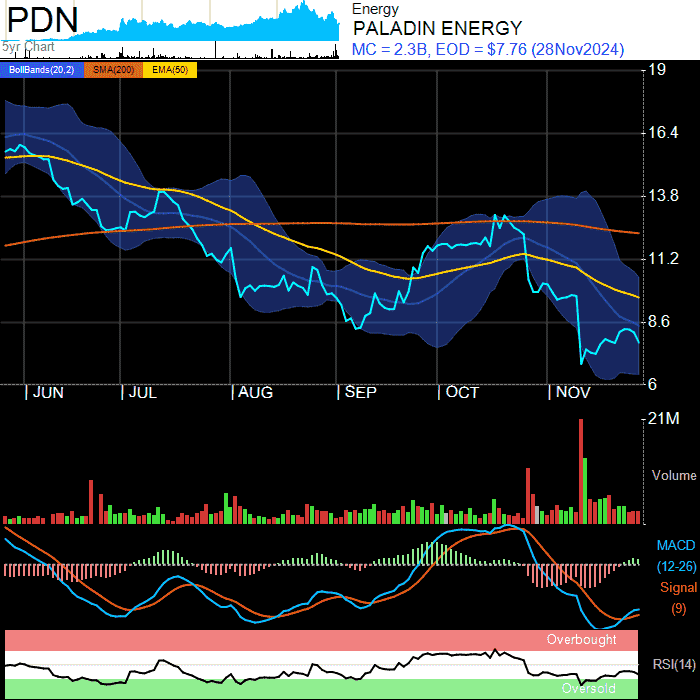 PDN
5yr Chart
Energy
PALADIN ENERGY
MC = 2.3B, EOD = $7.76 (28Nov2024)
BollBands(20,2) SMA(200) EMA(50)
19
16.4
13.8
11.2
8.6
6
JUN JUL AUG SEP OCT NOV
21M
Volume
MACD
(12-26)
Signal
(9)
Overbought
RSI(14)
Oversold